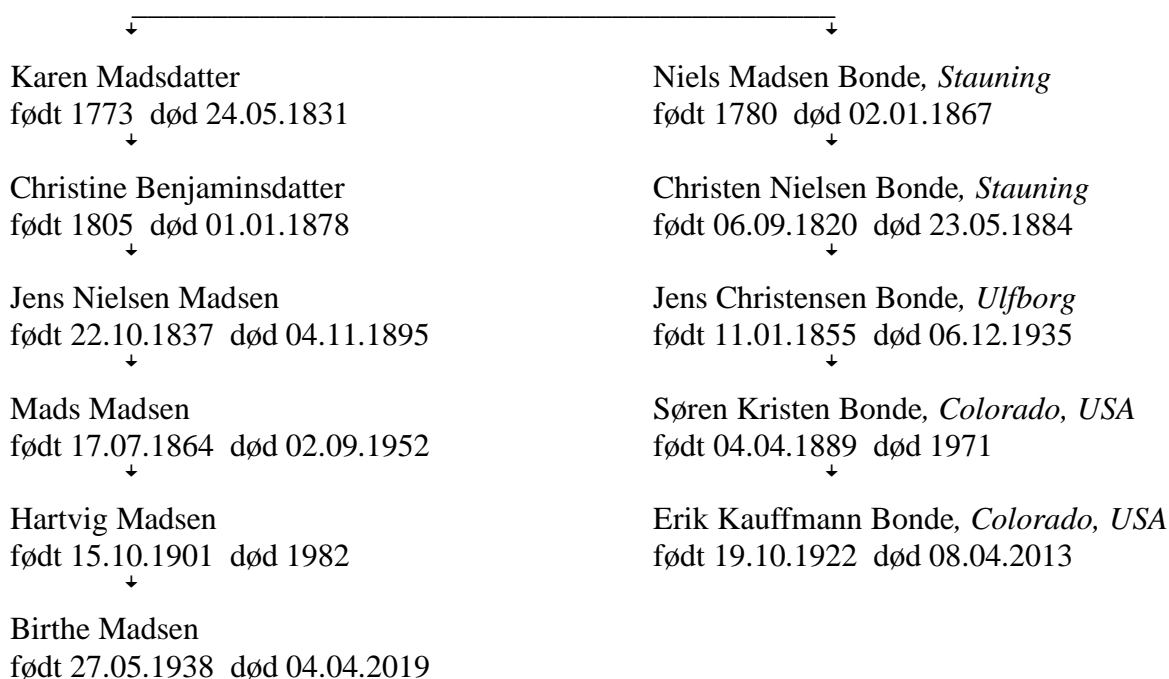 Karen Madsdatter
født 1773 død 24.05.1831
Christine Benjaminsdatter
født 1805 død 01.01.1878
Jens Nielsen Madsen
født 22.10.1837 død 04.11.1895
Mads Madsen
født 17.07.1864 død 02.09.1952
Hartvig Madsen
født 15.10.1901 død 1982
Birthe Madsen
født 27.05.1938 død 04.04.2019
Niels Madsen Bonde, Stauning
født 1780 død 02.01.1867
Christen Nielsen Bonde, Stauning
født 06.09.1820 død 23.05.1884
Jens Christensen Bonde, Ulfborg
født 11.01.1855 død 06.12.1935
Søren Kristen Bonde, Colorado, USA
født 04.04.1889 død 1971
Erik Kauffmann Bonde, Colorado, USA
født 19.10.1922 død 08.04.2013